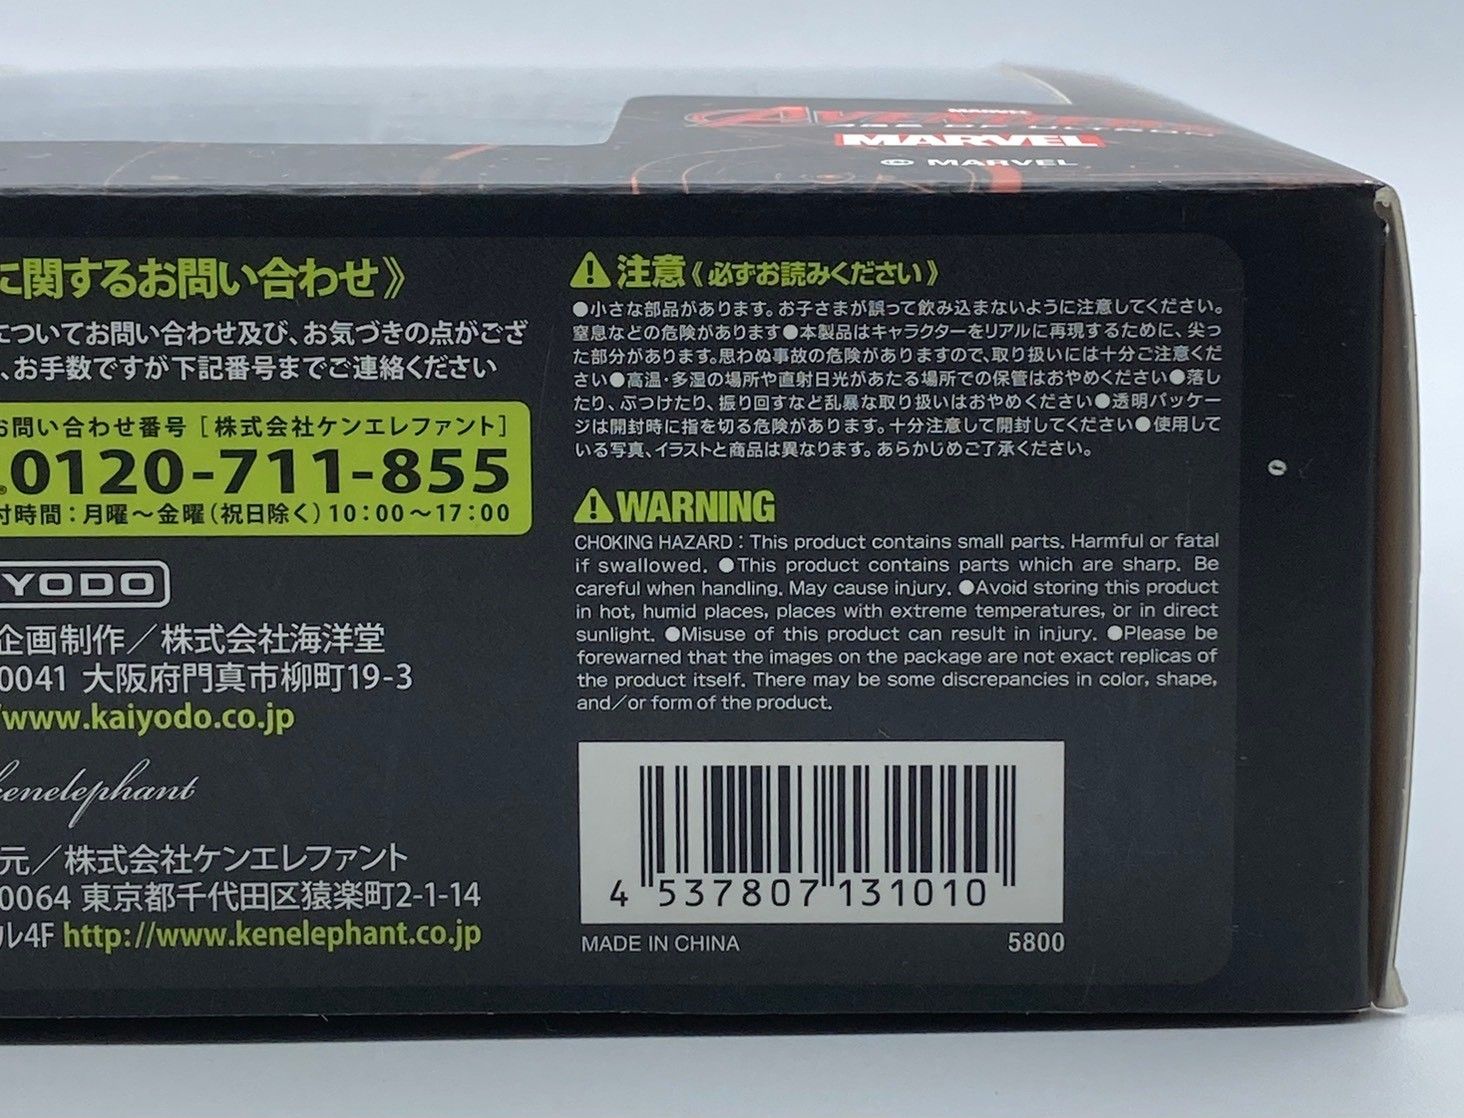 MARVEL
AVENGERS
AGE OF ULTRON
MARVEL
© MARVEL
に関するお問い合わせ》
についてお問い合わせ及び、お気づきの点がござ
、お手数ですが下記番号までご連絡ください
お問い合わせ番号［株式会社ケンエレファント］
0120-711-855
付時間：月曜～金曜（祝日除く）10：00～17：00
YODO
企画制作／株式会社海洋堂
0041 大阪府門真市柳町19-3
/www.kaiyodo.co.jp
kenelephant
元／株式会社ケンエレファント
0064 東京都千代田区猿楽町2-1-14
ル4F http://www.kenelephant.co.jp
注意《必ずお読みください》
●小さな部品があります。お子さまが誤って飲み込まないように注意してください。
窒息などの危険があります●本製品はキャラクターをリアルに再現するために、尖っ
た部分があります。思わぬ事故の危険がありますので、取り扱いには十分ご注意くだ
さい●高温・多湿の場所や直射日光があたる場所での保管はおやめください●落し
たり、ぶつけたり、振り回すなど乱暴な取り扱いはおやめください●透明パッケー
ジは開封時に指を切る危険があります。十分注意して開封してください●使用して
いる写真、イラストと商品は異なります。あらかじめご了承ください。
WARNING
CHOKING HAZARD : This product contains small parts. Harmful or fatal
if swallowed. ●This product contains parts which are sharp. Be
careful when handling. May cause injury. ●Avoid storing this product
in hot, humid places, places with extreme temperatures, or in direct
sunlight. ●Misuse of this product can result in injury. ●Please be
forewarned that the images on the package are not exact replicas of
the product itself. There may be some discrepancies in color, shape,
and/or form of the product.
4 537807 131010
MADE IN CHINA 5800